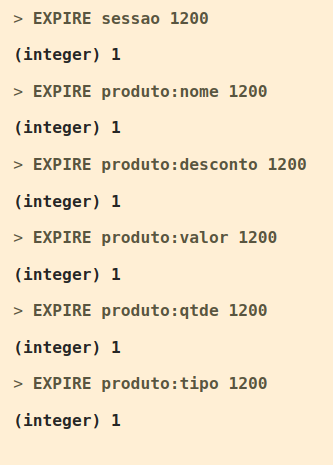 > EXPIRE sessao 1200
(integer) 1
> EXPIRE produto:nome 1200
(integer) 1
> EXPIRE produto:desconto 1200
(integer) 1
> EXPIRE produto:valor 1200
(integer) 1
> EXPIRE produto:qtde 1200
(integer) 1
> EXPIRE produto:tipo 1200
(integer) 1